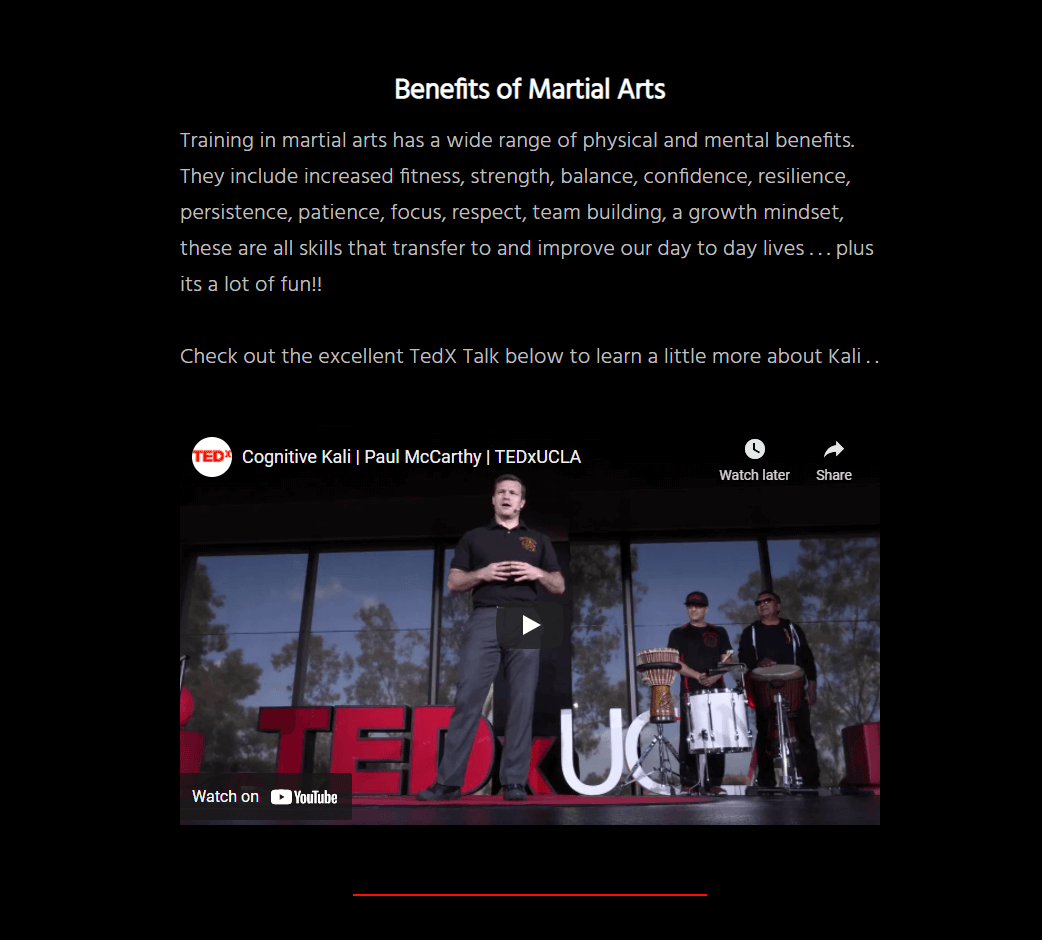 Benefits of Martial Arts
Training in martial arts has a wide range of physical and mental benefits.
They include increased fitness, strength, balance, confidence, resilience,
persistence, patience, focus, respect, team building, a growth mindset,
these are all skills that transfer to and improve our day to day lives . . . plus
its a lot of fun!!
Check out the excellent TedX Talk below to learn a little more about Kali . .
TEDx
Cognitive Kali | Paul McCarthy | TEDxUCLA
Watch later
Share
TEDxUC
Watch on YouTube